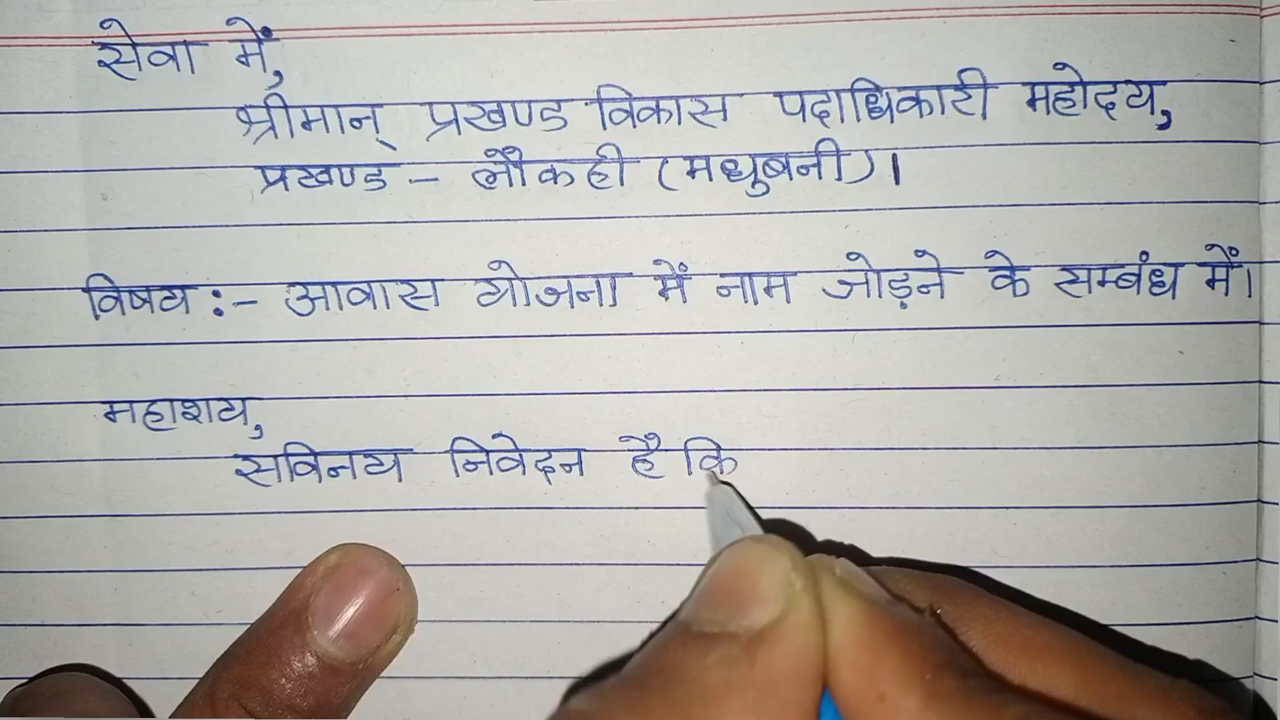 सेवा में,
श्रीमान् प्रखण्ड विकास पदाधिकारी महोदय,
प्रखण्ड - लौकही (मधुबनी)।
विषय :- आवास योजना में नाम जोड़ने के सम्बंध में।
महाशय,
सविनय निवेदन है कि